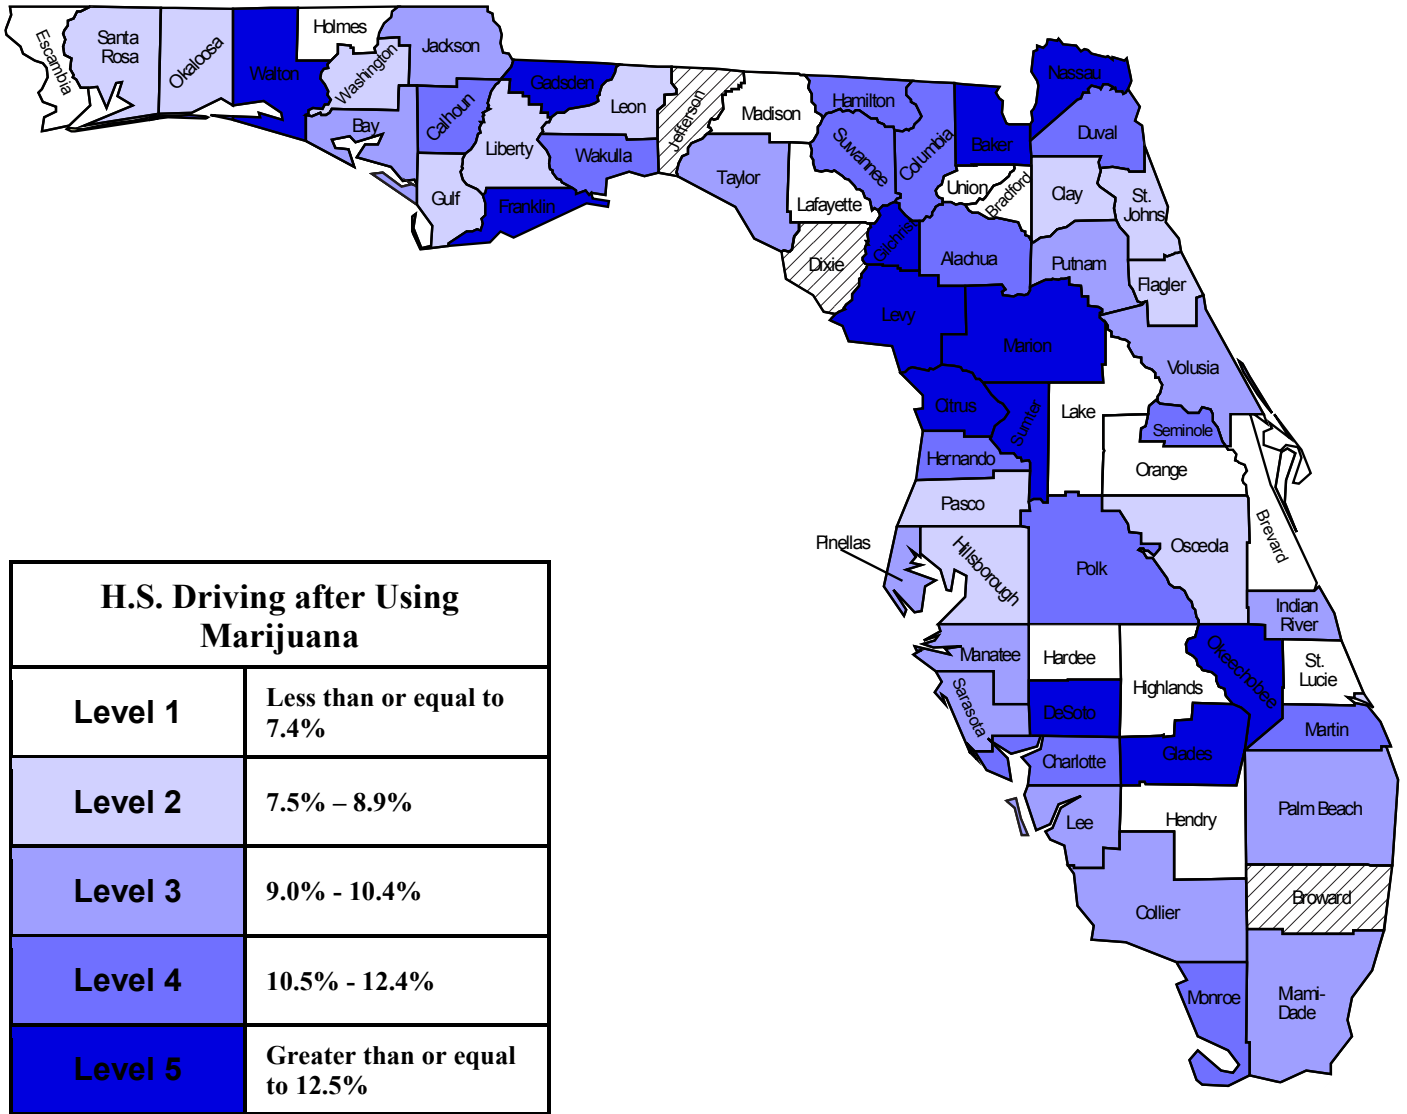 Escambia
Santa
Rosa
Okaloosa
Walton
Holmes
Washington
Jackson
Bay
Calhoun
Gulf
Liberty
Gadsden
Franklin
Leon
Wakulla
Jefferson
Madison
Taylor
Hamilton
Suwannee
Lafayette
Dixie
Columbia
Gilchrist
Baker
Union
Bradford
Alachua
Nassau
Duval
Clay
St.
Johns
Putnam
Flagler
Levy
Marion
Volusia
Citrus
Sumter
Lake
Seminole
Hernando
Orange
Pasco
Brevard
Pinellas
Hillsborough
Polk
Osceola
Indian
River
Manatee
Hardee
Highlands
Okeechobee
St.
Lucie
Sarasota
DeSoto
Martin
Charlotte
Glades
Lee
Hendry
Palm Beach
Collier
Broward
Monroe
Miami-
Dade
H.S. Driving after Using
Marijuana
Level 1
Less than or equal to
7.4%
Level 2
7.5% – 8.9%
Level 3
9.0% - 10.4%
Level 4
10.5% - 12.4%
Level 5
Greater than or equal
to 12.5%